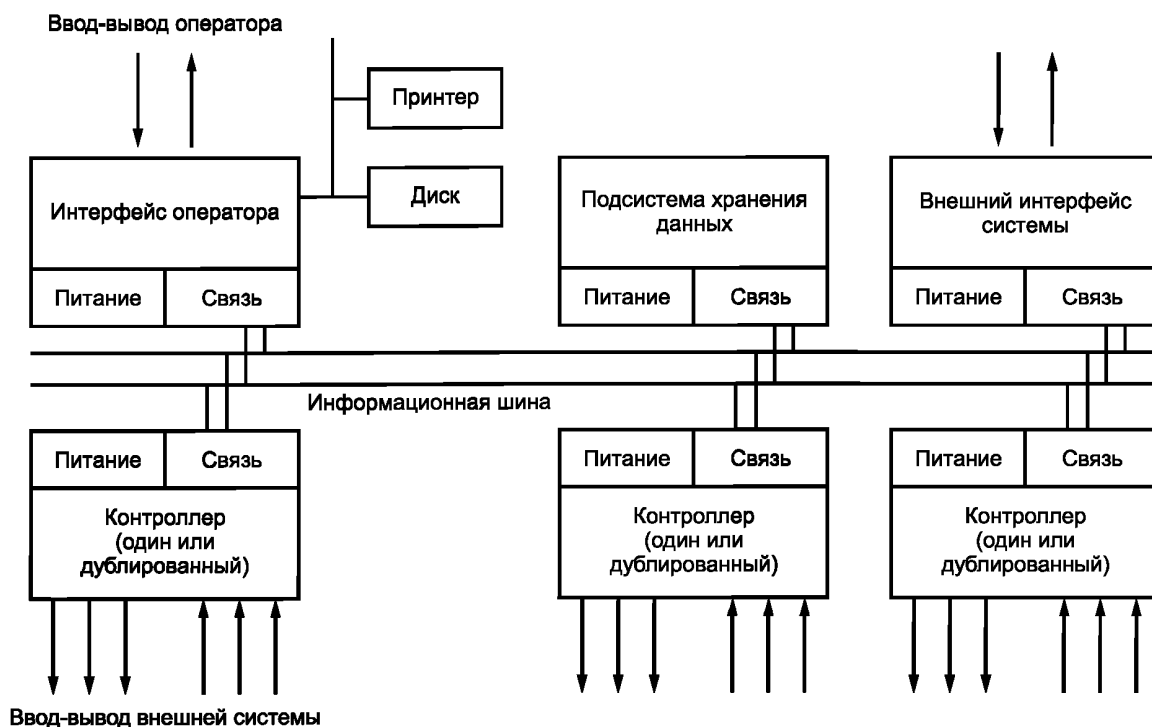 Ввод-вывод оператора
Принтер
Диск
Интерфейс оператора
Питание
Связь
Подсистема хранения
данных
Питание
Связь
Внешний интерфейс
системы
Питание
Связь
Информационная шина
Питание
Связь
Контроллер
(один или
дублированный)
Питание
Связь
Контроллер
(один или
дублированный)
Питание
Связь
Контроллер
(один или
дублированный)
Ввод-вывод внешней системы